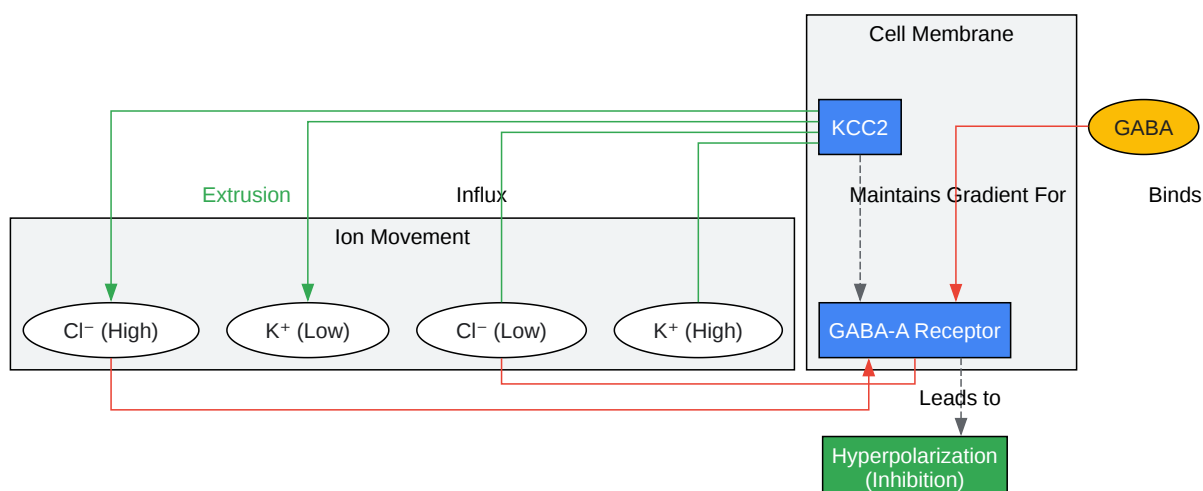 Cell Membrane
KCC2
GABA
Extrusion
Influx
Maintains Gradient For
Binds
Ion Movement
Cl⁻ (High)
K⁺ (Low)
Cl⁻ (Low)
K⁺ (High)
GABA-A Receptor
Leads to
Hyperpolarization
(Inhibition)